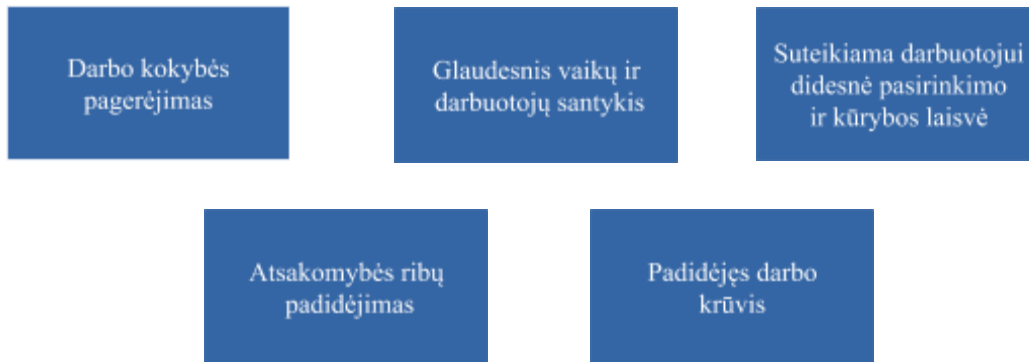 Darbo kokybės
pagerėjimas
Glaudesnis vaikų ir
darbuotojų santykis
Suteikiama darbuotojui
didesnė pasirinkimo
ir kūrybos laisvė
Atsakomybės ribų
padidėjimas
Padidėjęs darbo
krūvis